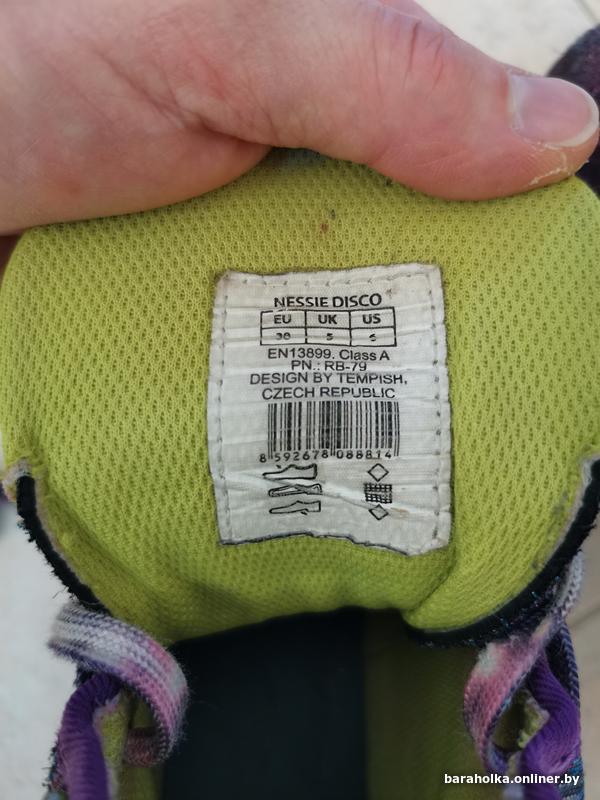 NESSIE DISCO
EU UK US
38 5 6
EN13899. Class A
PN.: RB-79
DESIGN BY TEMPISH,
CZECH REPUBLIC
8 592678 088814
baraholka.onliner.by